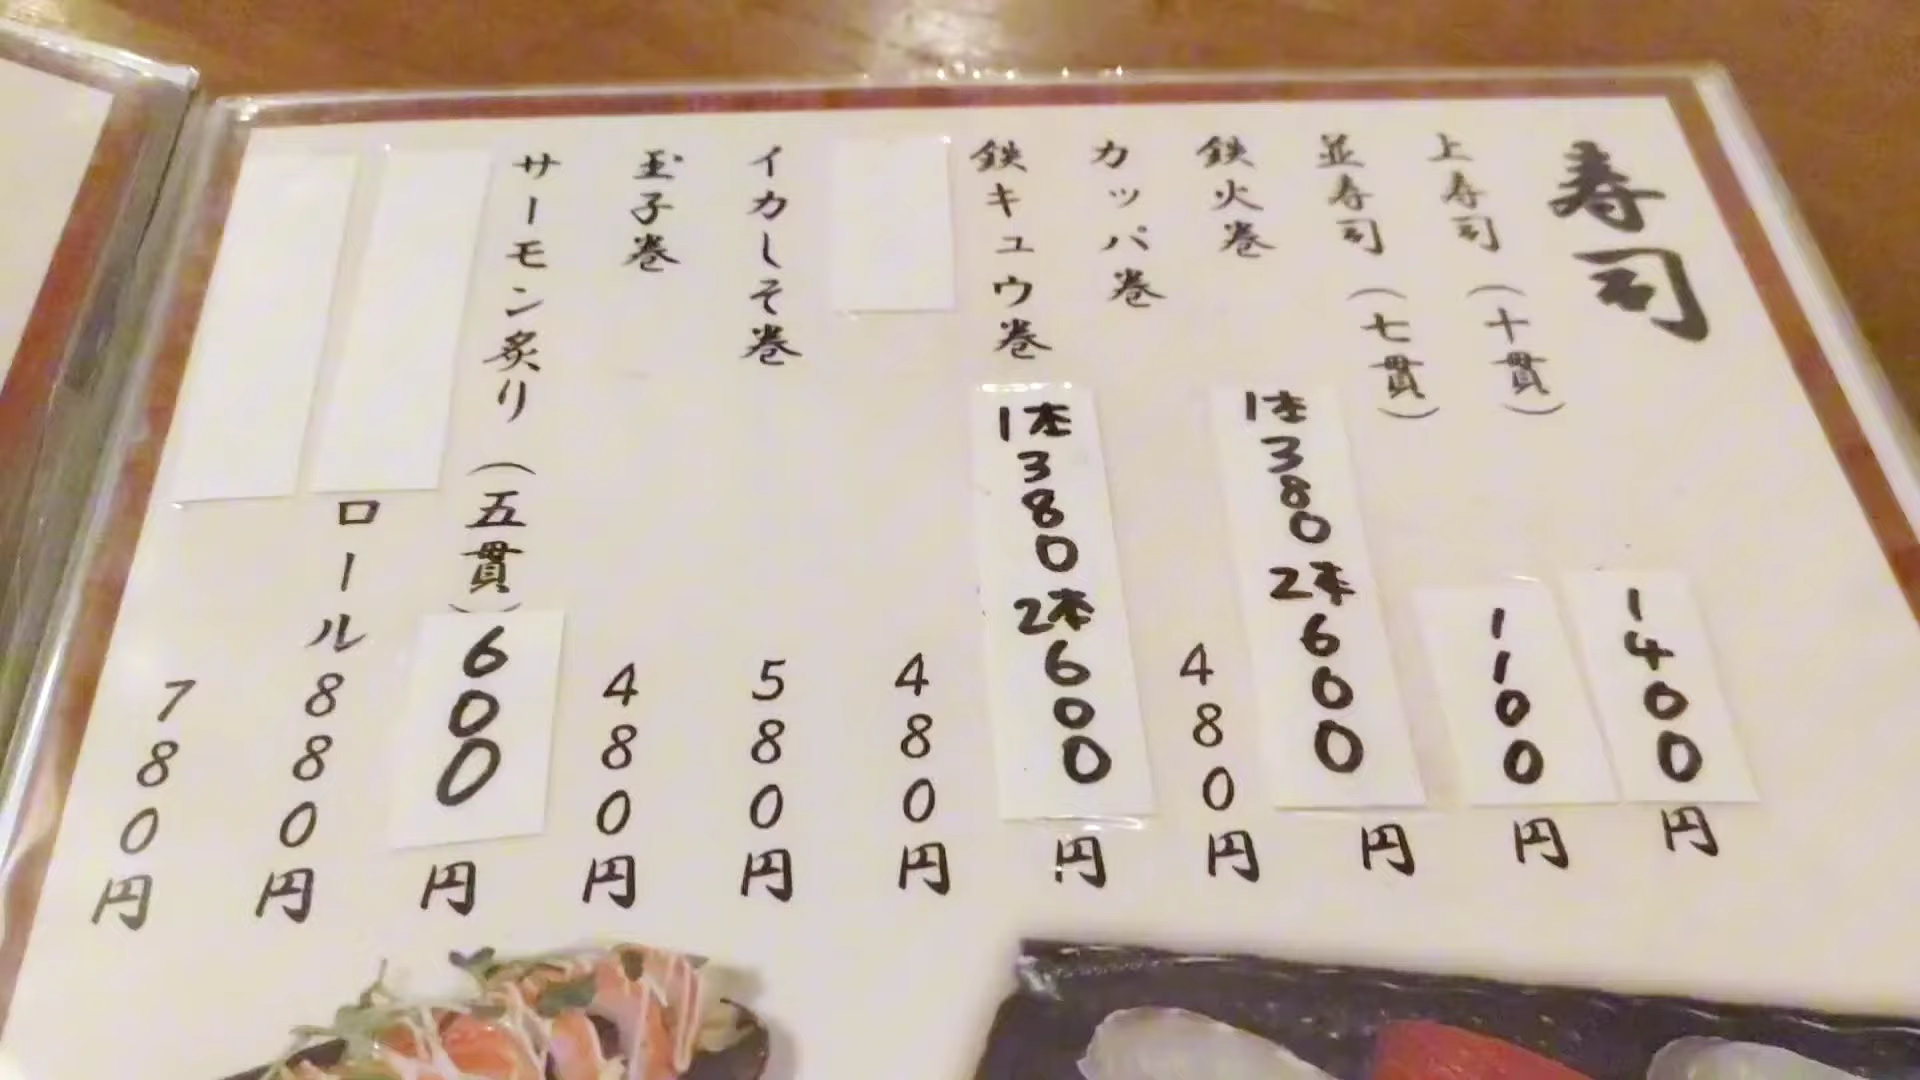 寿司
上寿司(十貫) 1400円
並寿司(七貫) 1100円
鉄火巻 1本380 2本600円
カッパ巻 480円
鉄キュウ巻 1本380 2本600円
480円
イカしそ巻 580円
玉子巻 480円
サーモン炙り(五貫) 600円
ロール 880円
780円